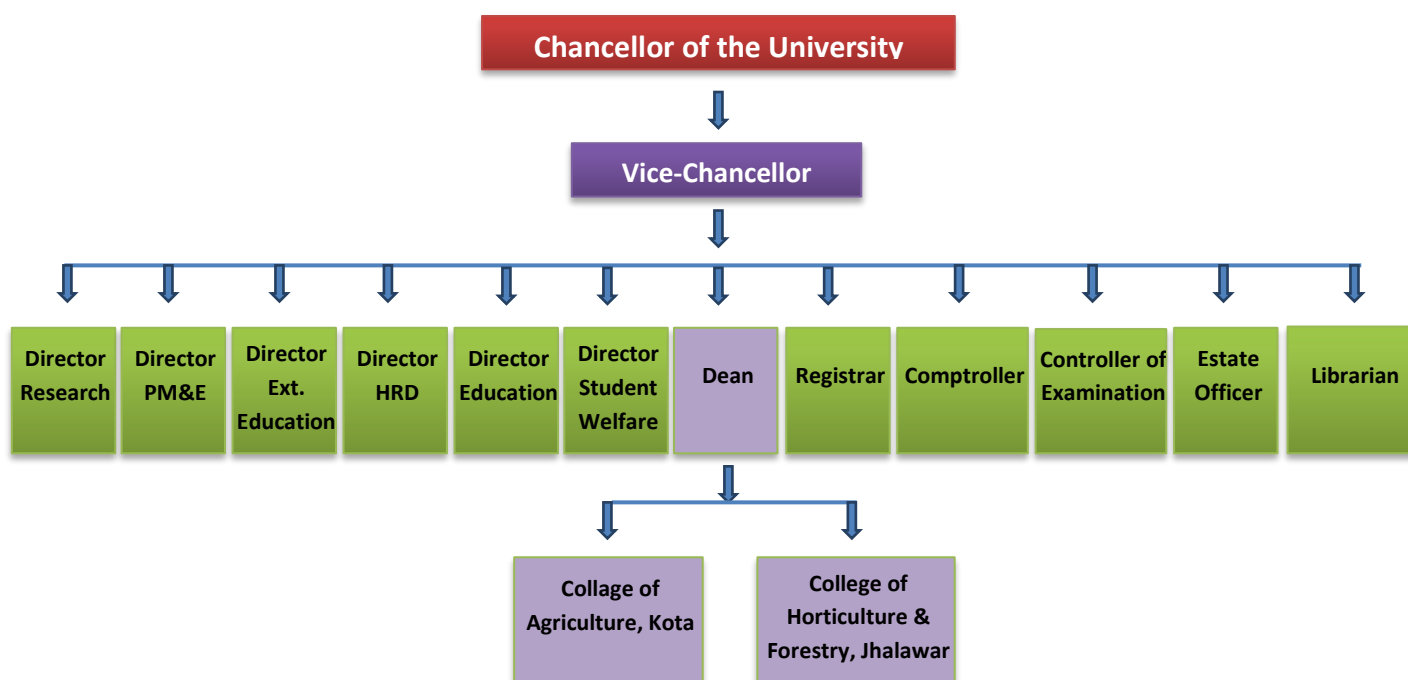 Chancellor of the University
Vice-Chancellor
Director
Research
Director
PM&E
Director
Ext.
Education
Director
HRD
Director
Education
Director
Student
Welfare
Dean
Registrar
Comptroller
Controller of
Examination
Estate
Officer
Librarian
Collage of
Agriculture, Kota
College of
Horticulture &
Forestry, Jhalawar